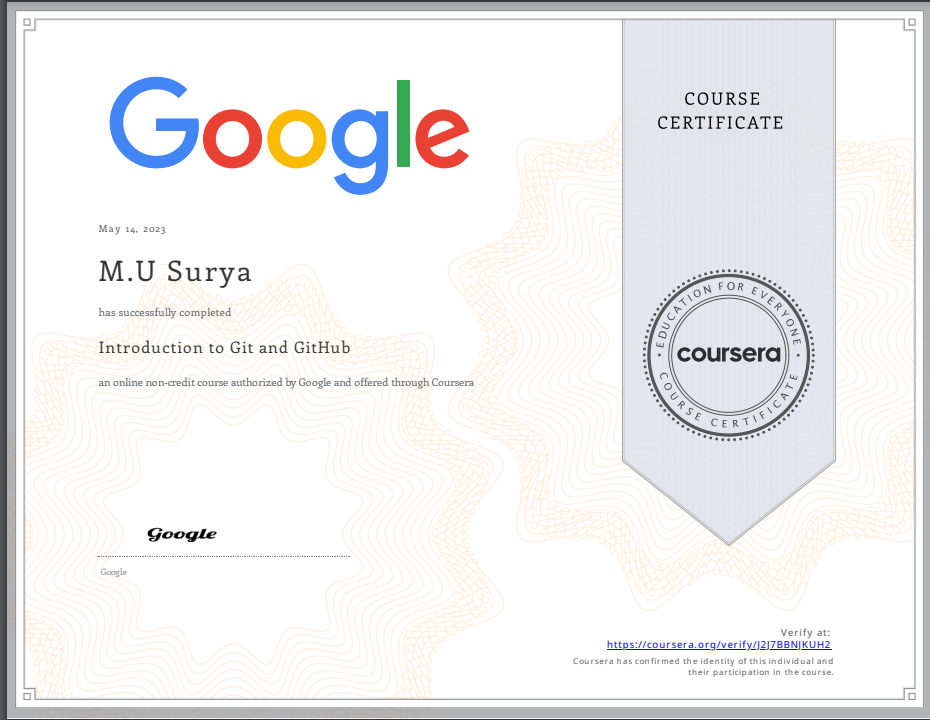 Google
COURSE
CERTIFICATE
May 14, 2023
M.U Surya
has successfully completed
Introduction to Git and GitHub
an online non-credit course authorized by Google and offered through Coursera
EDUCATION FOR EVERYONE
coursera
COURSE CERTIFICATE
Google
Google
Verify at:
https://coursera.org/verify/J2J7BBNJKUH2
Coursera has confirmed the identity of this individual and
their participation in the course.